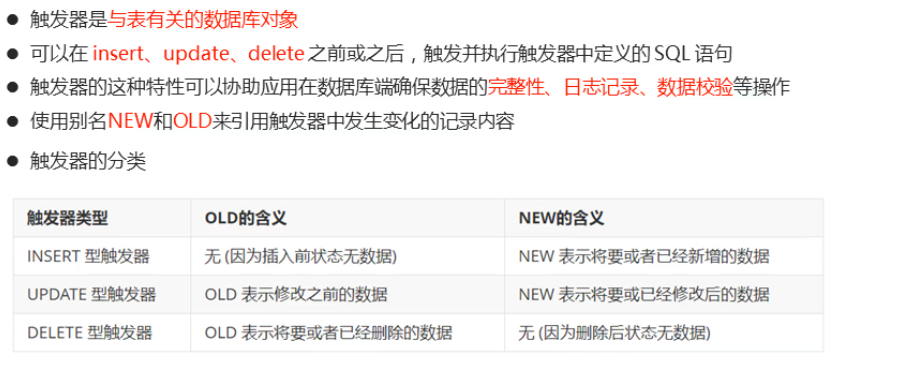 ● 触发器是与表有关的数据库对象
● 可以在 insert、update、delete 之前或之后，触发并执行触发器中定义的 SQL 语句
● 触发器的这种特性可以协助应用在数据库端确保数据的完整性、日志记录、数据校验等操作
● 使用别名NEW和OLD来引用触发器中发生变化的记录内容
● 触发器的分类
触发器类型 OLD的含义 NEW的含义
INSERT 型触发器 无 (因为插入前状态无数据) NEW 表示将要或者已经新增的数据
UPDATE 型触发器 OLD 表示修改之前的数据 NEW 表示将要或已经修改后的数据
DELETE 型触发器 OLD 表示将要或者已经删除的数据 无 (因为删除后状态无数据)